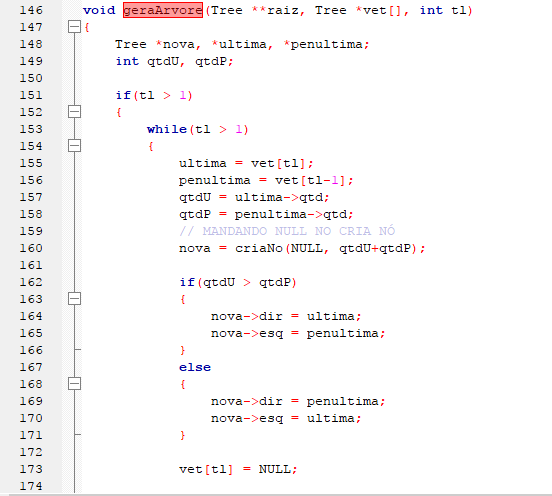 146 void geraArvore(Tree **raiz, Tree *vet[], int tl)
147 {
148 Tree *nova, *ultima, *penultima;
149 int qtdU, qtdP;
150
151 if(tl > 1)
152 {
153 while(tl > 1)
154 {
155 ultima = vet[tl];
156 penultima = vet[tl-1];
157 qtdU = ultima->qtd;
158 qtdP = penultima->qtd;
159 // MANDANDO NULL NO CRIA NÓ
160 nova = criaNo(NULL, qtdU+qtdP);
161
162 if(qtdU > qtdP)
163 {
164 nova->dir = ultima;
165 nova->esq = penultima;
166 }
167 else
168 {
169 nova->dir = penultima;
170 nova->esq = ultima;
171 }
172
173 vet[tl] = NULL;
174